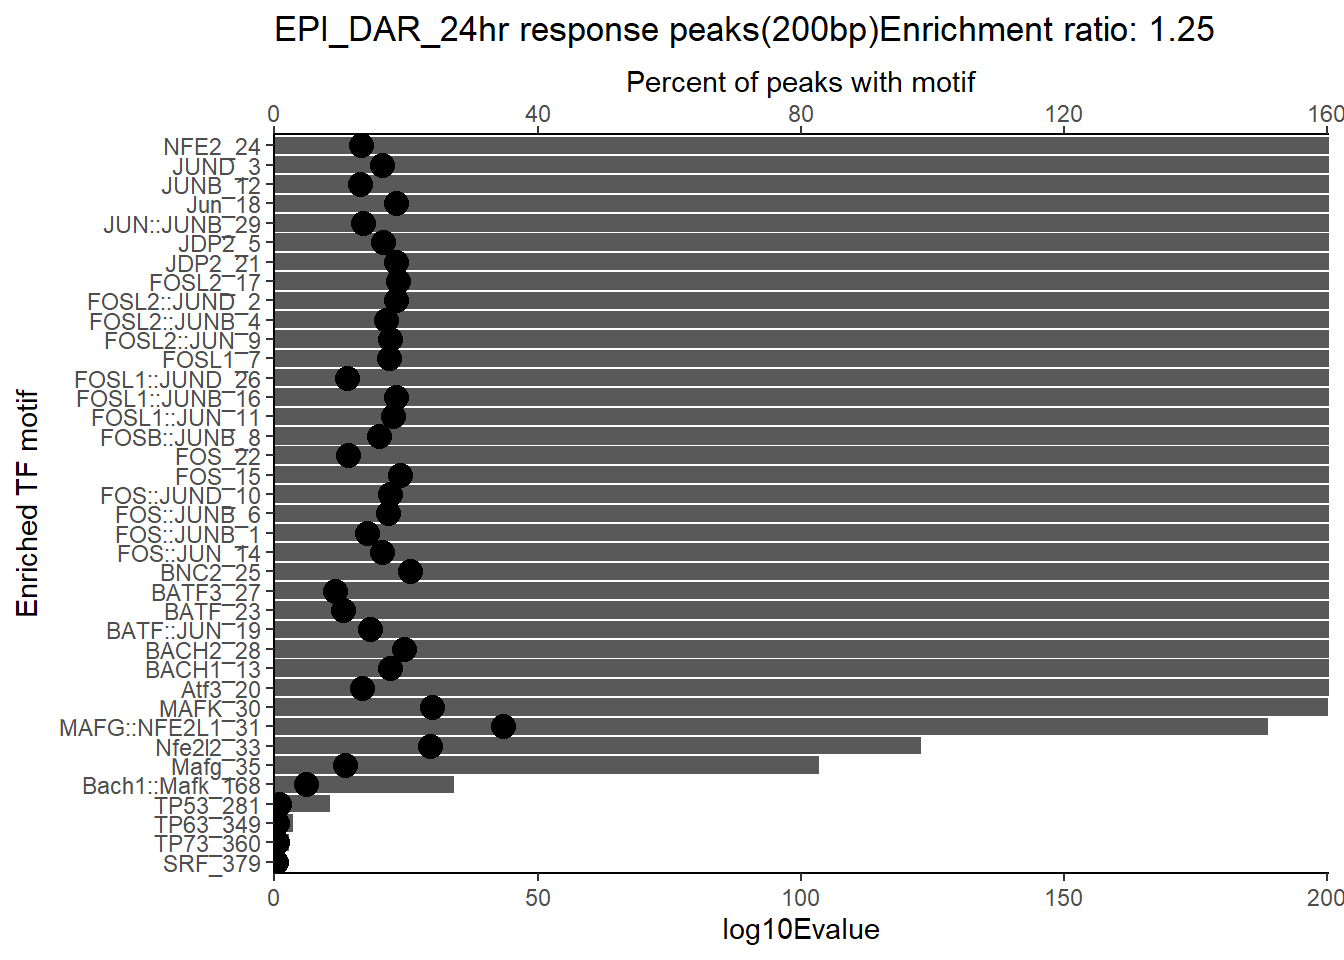 EPI_DAR_24hr response peaks(200bp)Enrichment ratio: 1.25
Percent of peaks with motif
0 40 80 120 160
NFE2_24
JUND_3
JUNB_12
Jun_18
JUN::JUNB_29
JDP2_5
JDP2_21
FOSL2_17
FOSL2::JUND_2
FOSL2::JUNB_4
FOSL2::JUN_9
FOSL1_7
FOSL1::JUND_26
FOSL1::JUNB_16
FOSL1::JUN_11
FOSB::JUNB_8
FOS_22
FOS_15
FOS::JUND_10
FOS::JUNB_6
FOS::JUNB_1
FOS::JUN_14
BNC2_25
BATF3_27
BATF_23
BATF::JUN_19
BACH2_28
BACH1_13
Atf3_20
MAFK_30
MAFG::NFE2L1_31
Nfe2l2_33
Mafg_35
Bach1::Mafk_168
TP53_281
TP63_349
TP73_360
SRF_379
Enriched TF motif
0 50 100 150 200
log10Evalue